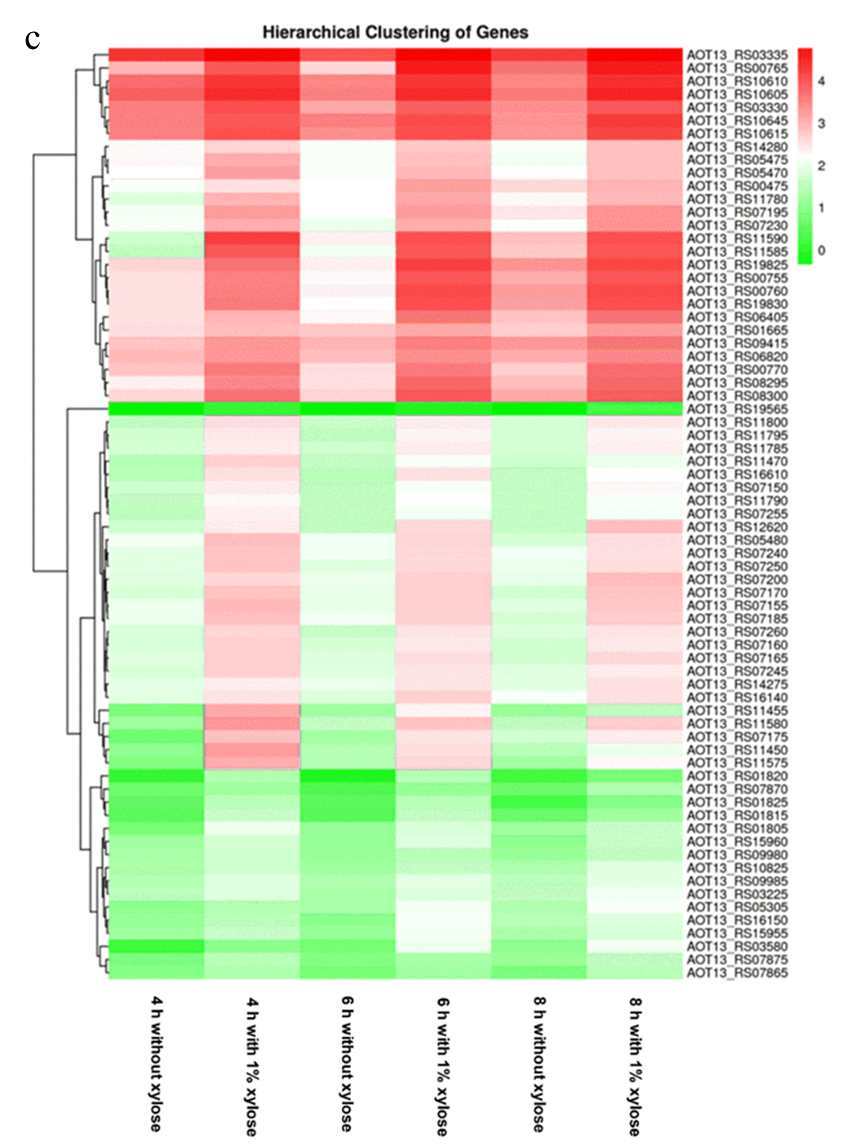 c
Hierarchical Clustering of Genes
AOT13_RS03335
AOT13_RS00765
AOT13_RS10610
AOT13_RS10605
AOT13_RS03330
AOT13_RS10645
AOT13_RS10615
AOT13_RS14280
AOT13_RS05475
AOT13_RS05470
AOT13_RS00475
AOT13_RS11780
AOT13_RS07195
AOT13_RS07230
AOT13_RS11590
AOT13_RS11585
AOT13_RS19825
AOT13_RS00755
AOT13_RS00760
AOT13_RS19830
AOT13_RS06405
AOT13_RS01665
AOT13_RS09415
AOT13_RS06820
AOT13_RS00770
AOT13_RS08295
AOT13_RS08300
AOT13_RS19565
AOT13_RS11800
AOT13_RS11795
AOT13_RS11785
AOT13_RS11470
AOT13_RS16610
AOT13_RS07150
AOT13_RS11790
AOT13_RS07255
AOT13_RS12620
AOT13_RS05480
AOT13_RS07240
AOT13_RS07250
AOT13_RS07200
AOT13_RS07170
AOT13_RS07155
AOT13_RS07185
AOT13_RS07260
AOT13_RS07160
AOT13_RS07165
AOT13_RS07245
AOT13_RS14275
AOT13_RS16140
AOT13_RS11455
AOT13_RS11580
AOT13_RS07175
AOT13_RS11450
AOT13_RS11575
AOT13_RS01820
AOT13_RS07870
AOT13_RS01825
AOT13_RS01815
AOT13_RS01805
AOT13_RS15960
AOT13_RS09980
AOT13_RS10825
AOT13_RS09985
AOT13_RS03225
AOT13_RS05305
AOT13_RS16150
AOT13_RS15955
AOT13_RS03580
AOT13_RS07875
AOT13_RS07865
4
3
2
1
0
4 h without xylose
4 h with 1% xylose
6 h without xylose
6 h with 1% xylose
8 h without xylose
8 h with 1% xylose